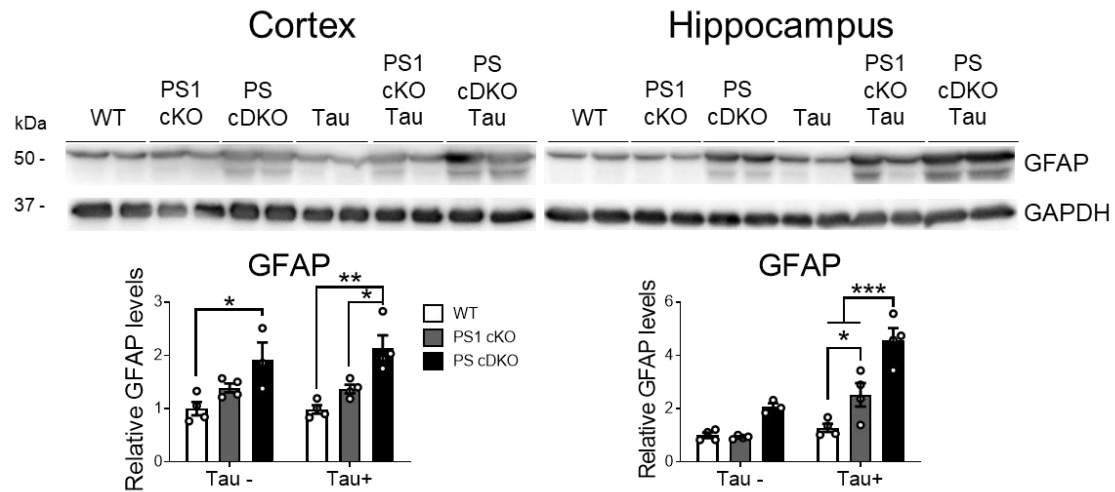 Cortex Hippocampus
kDa
WT PS1 cKO PS cDKO Tau PS1 cKO Tau PS cDKO Tau WT PS1 cKO PS cDKO Tau PS1 cKO Tau PS cDKO Tau
50 - GFAP
37 - GAPDH
GFAP
Relative GFAP levels
3
2
1
0
*
**
*
WT
PS1 cKO
PS cDKO
Tau - Tau+
GFAP
Relative GFAP levels
6
4
2
0
***
*
Tau - Tau+